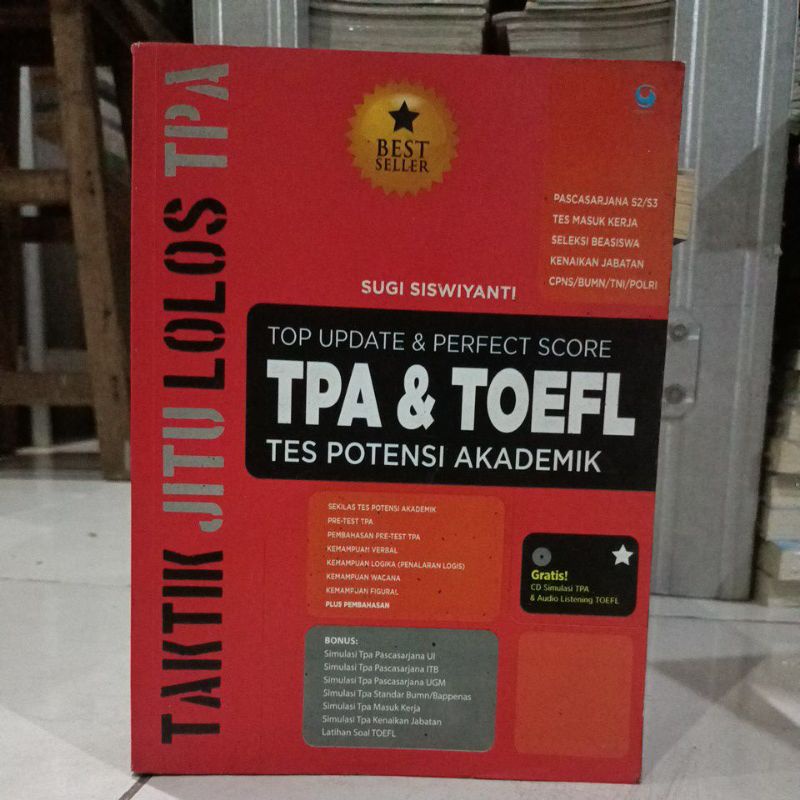 TAKTIK JITU LOLOS TPA
BEST
SELLER
PASCASARJANA S2/S3
TES MASUK KERJA
SELEKSI BEASISWA
KENAIKAN JABATAN
CPNS/BUMN/TNI/POLRI
SUGI SISWIYANTI
TOP UPDATE & PERFECT SCORE
TPA & TOEFL
TES POTENSI AKADEMIK
SEKILAS TES POTENSI AKADEMIK
PRE-TEST TPA
PEMBAHASAN PRE-TEST TPA
KEMAMPUAN VERBAL
KEMAMPUAN LOGIKA (PENALARAN LOGIS)
KEMAMPUAN WACANA
KEMAMPUAN FIGURAL
PLUS PEMBAHASAN
Gratis!
CD Simulasi TPA
& Audio Listening TOEFL
BONUS:
Simulasi Tpa Pascasarjana UI
Simulasi Tpa Pascasarjana ITB
Simulasi Tpa Pascasarjana UGM
Simulasi Tpa Standar Bumn/Bappenas
Simulasi Tpa Masuk Kerja
Simulasi Tpa Kenaikan Jabatan
Latihan Soal TOEFL